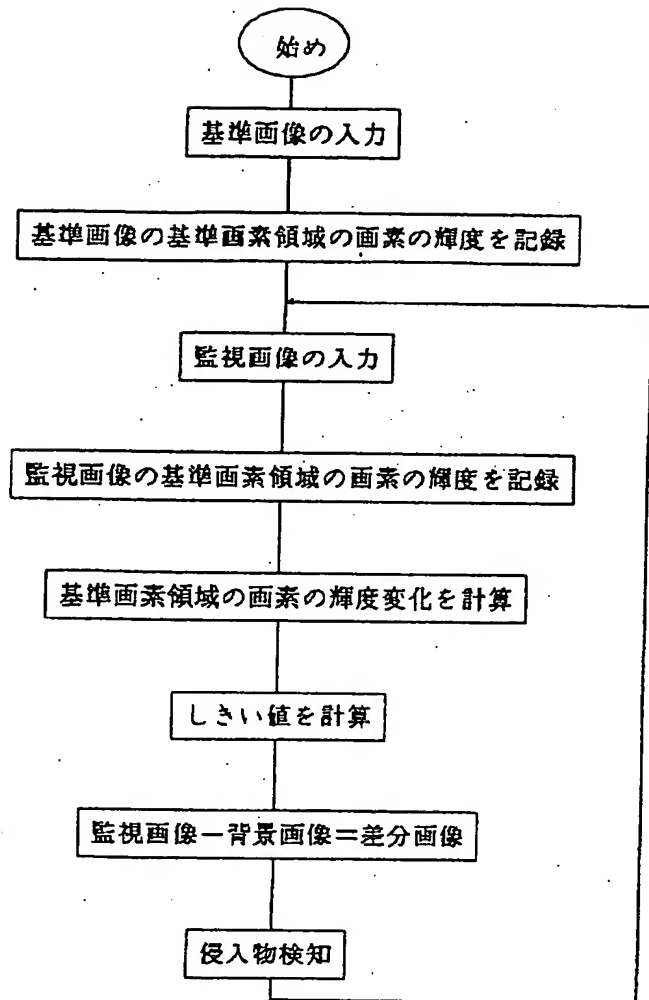 始め
基準画像の入力
基準画像の基準画素領域の画素の輝度を記録
監視画像の入力
監視画像の基準画素領域の画素の輝度を記録
基準画素領域の画素の輝度変化を計算
しきい値を計算
監視画像－背景画像＝差分画像
侵入物検知